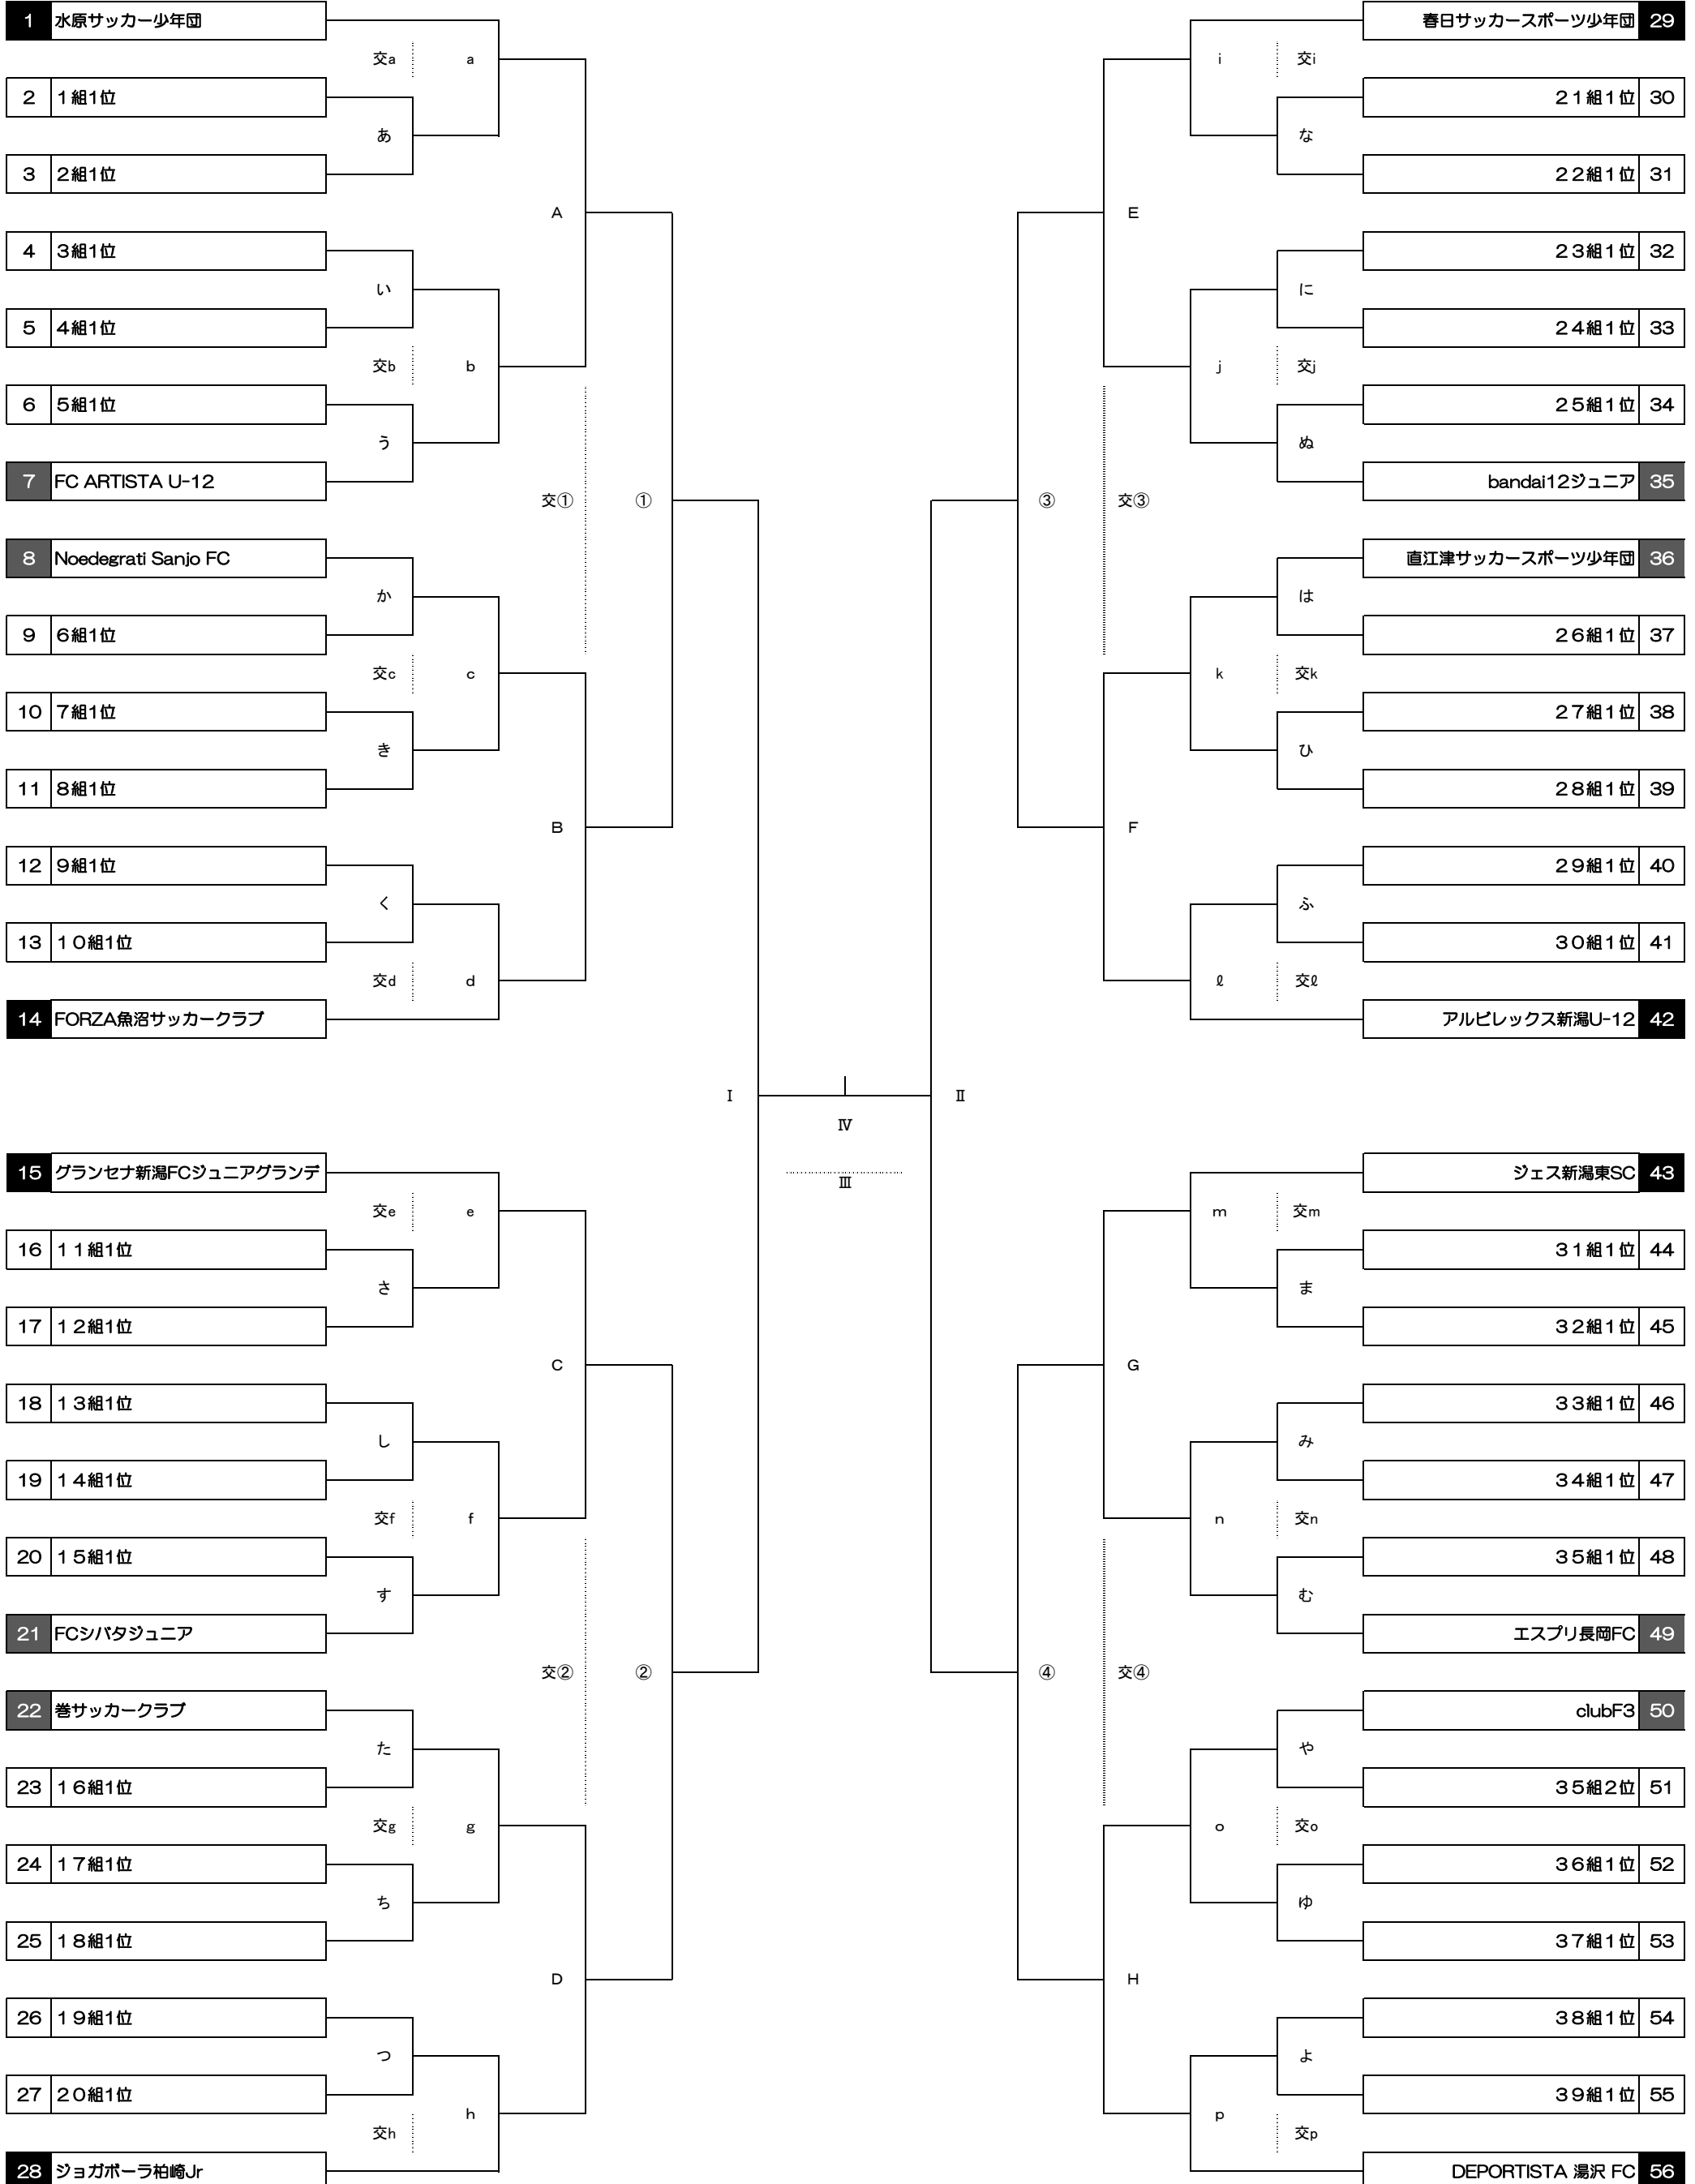 1 水原サッカー少年団
交a a
2 1組1位
あ
3 2組1位
A
4 3組1位
い
5 4組1位
交b b
6 5組1位
う
7 FC ARTISTA U-12
交① ①
8 Noedegrati Sanjo FC
か
9 6組1位
交c c
10 7組1位
き
11 8組1位
B
12 9組1位
く
13 10組1位
交d d
14 FORZA魚沼サッカークラブ
Ⅰ
15 グランセナ新潟FCジュニアグランデ
交e e
16 11組1位
さ
17 12組1位
C
18 13組1位
し
19 14組1位
交f f
20 15組1位
す
21 FCシバタジュニア
交② ②
22 巻サッカークラブ
た
23 16組1位
交g g
24 17組1位
ち
25 18組1位
D
26 19組1位
つ
27 20組1位
h
交h
28 ジョガボーラ柏崎Jr
Ⅳ
Ⅲ
春日サッカースポーツ少年団 29
i 交i
21組1位 30
な
22組1位 31
E
23組1位 32
に
24組1位 33
j 交j
25組1位 34
ぬ
bandai12ジュニア 35
③ 交③
直江津サッカースポーツ少年団 36
は
26組1位 37
k 交k
27組1位 38
ひ
28組1位 39
F
29組1位 40
ふ
30組1位 41
ℓ 交ℓ
アルビレックス新潟U-12 42
Ⅱ
ジェス新潟東SC 43
m 交m
31組1位 44
ま
32組1位 45
G
33組1位 46
み
34組1位 47
n 交n
35組1位 48
む
エスプリ長岡FC 49
④ 交④
clubF3 50
や
35組2位 51
o 交o
36組1位 52
ゆ
37組1位 53
H
38組1位 54
よ
39組1位 55
p
交p
DEPORTISTA 湯沢 FC 56